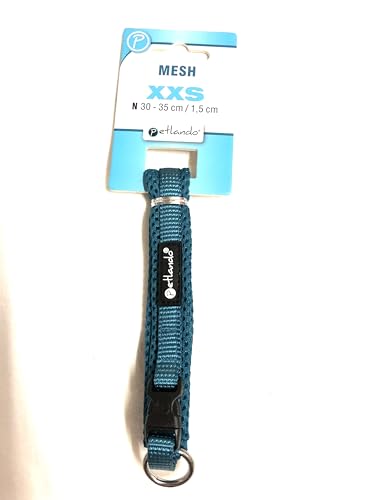 P
MESH
XXS
N 30 - 35 cm / 1,5 cm
Petlando®
Petlando